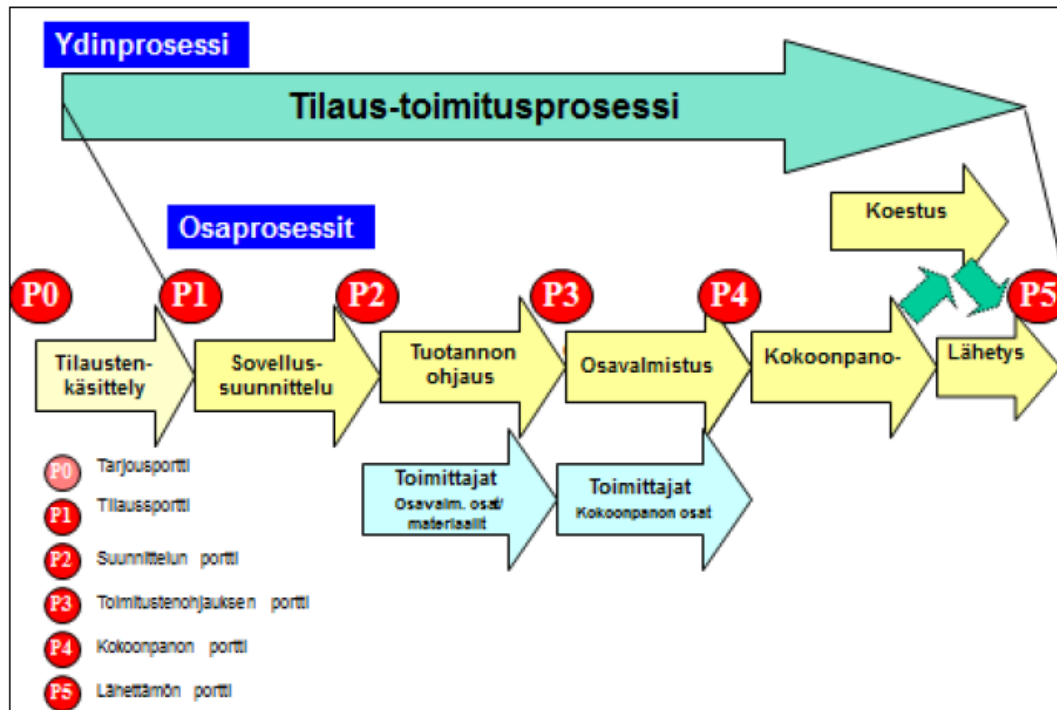 Ydinprosessi
Tilaus-toimitusprosessi
Osaprosessit
Koestus
P0
P1
P2
P3
P4
P5
Tilausten-
käsittely
Sovellus-
suunnittelu
Tuotannon
ohjaus
Osavalmistus
Kokoonpano-
Lähetys
Toimittajat
Osavalm. osat/
materiaalit
Toimittajat
Kokoonpanon osat
P0 Tarjousportti
P1 Tilaussportti
P2 Suunnittelun portti
P3 Toimitustenohjauksen portti
P4 Kokoonpanon portti
P5 Lähettämön portti